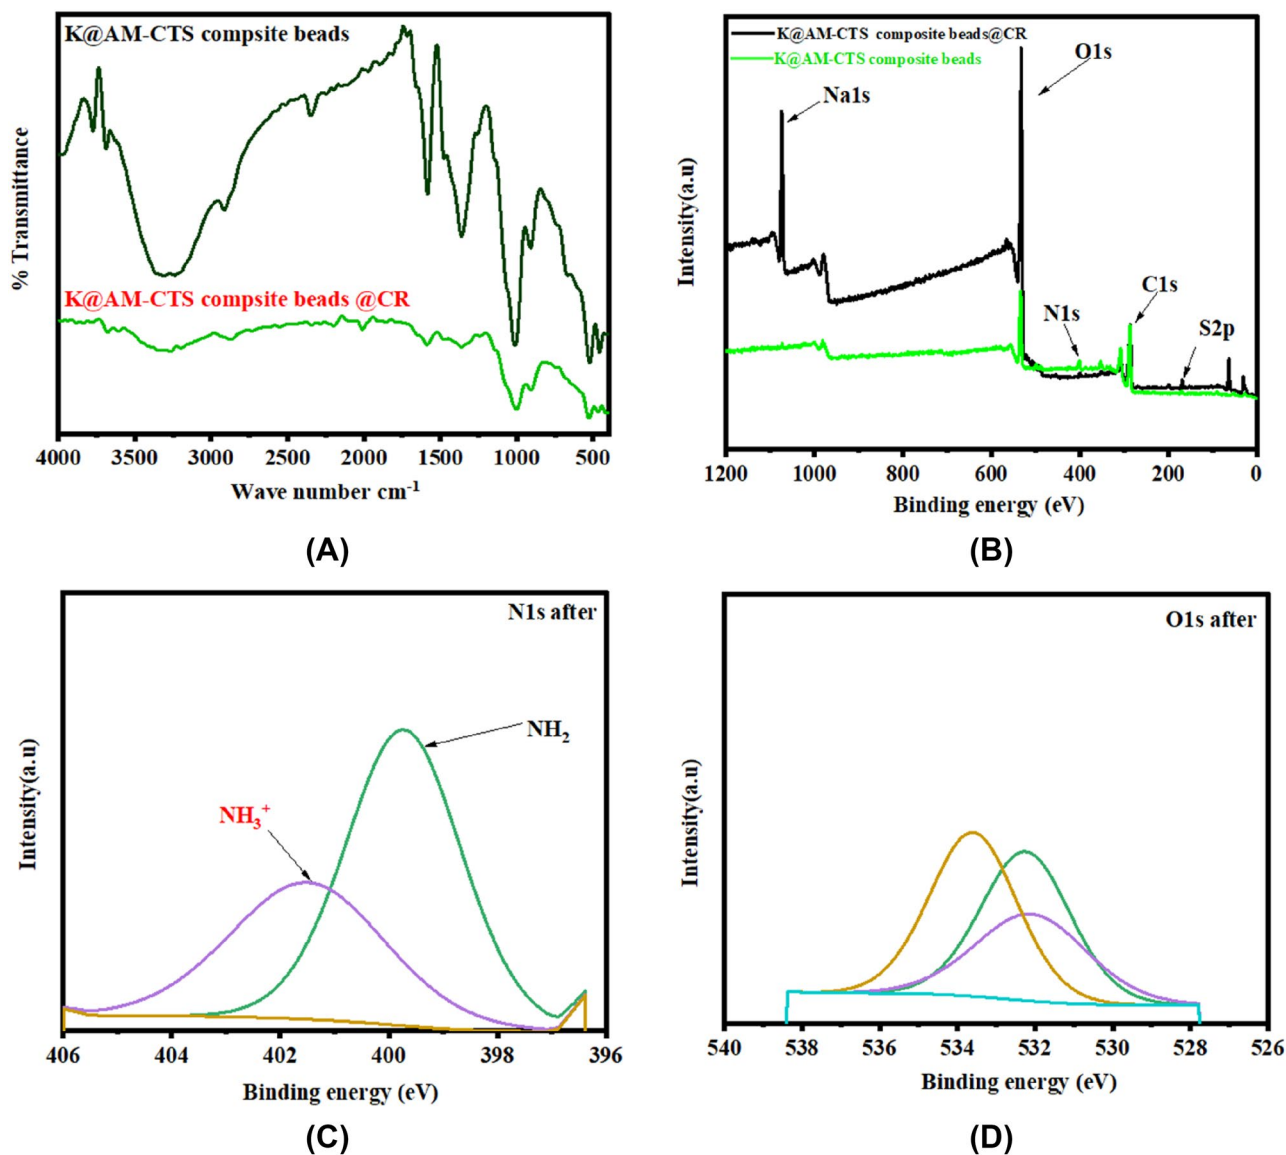 K@AM-CTS compsite beads
K@AM-CTS compsite beads @CR
% Transmittance
4000 3500 3000 2500 2000 1500 1000 500
Wave number cm-1
(A)
K@AM-CTS composite beads@CR
K@AM-CTS composite beads
Na1s
O1s
N1s
C1s
S2p
Intensity(a.u)
1200 1000 800 600 400 200 0
Binding energy (eV)
(B)
N1s after
NH2
NH3+
Intensity(a.u)
406 404 402 400 398 396
Binding energy (eV)
(C)
O1s after
Intensity(a.u)
540 538 536 534 532 530 528 526
Binding energy (eV)
(D)